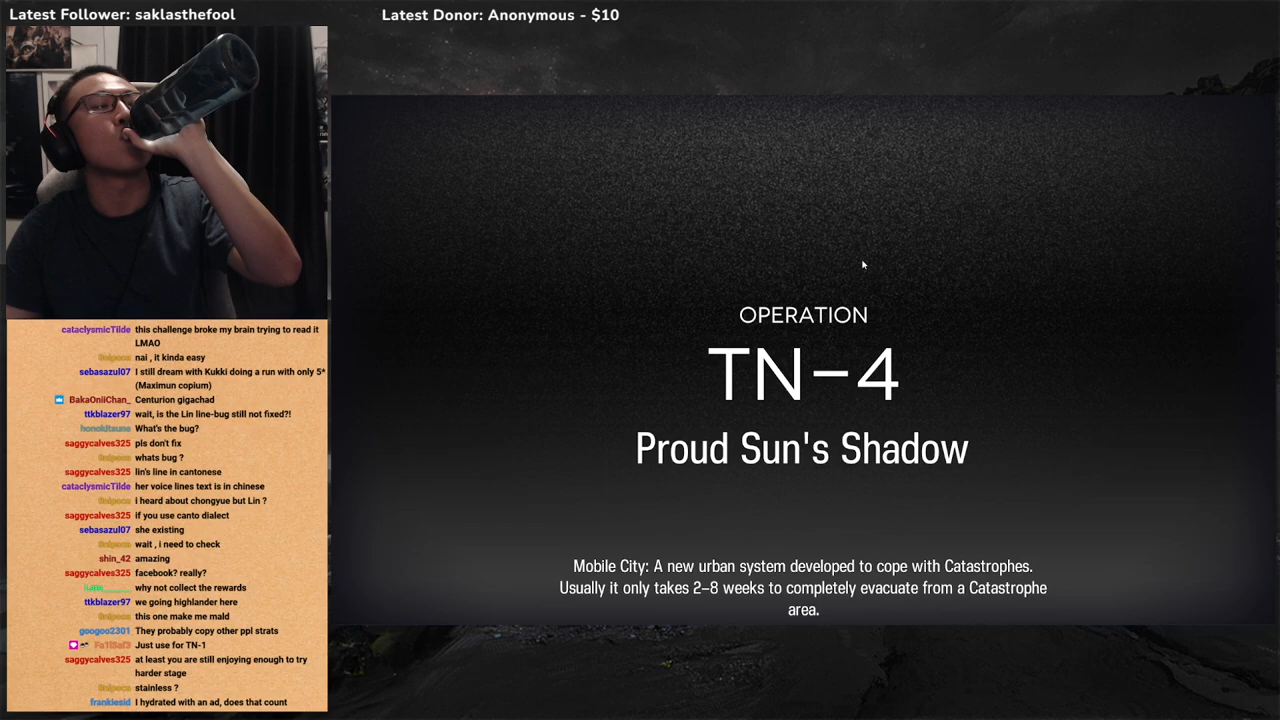 Latest Follower: saklasthefool
Latest Donor: Anonymous - $10
cataclysmicTilde this challenge broke my brain trying to read it
LMAO
nai , it kinda easy
sebasazul07 I still dream with Kukki doing a run with only 5*
(Maximun copium)
BakaOniiChan_ Centurion gigachad
ttkblazer97 wait, is the Lin line-bug still not fixed?!
honokitsune What's the bug?
saggycalves325 pls don't fix
whats bug ?
saggycalves325 lin's line in cantonese
cataclysmicTilde her voice lines text is in chinese
i heard about chongyue but Lin ?
saggycalves325 if you use canto dialect
sebasazul07 she existing
wait , i need to check
shin_42 amazing
saggycalves325 facebook? really?
why not collect the rewards
ttkblazer97 we going highlander here
this one make me mald
googoo2301 They probably copy other ppl strats
Fa1lSaf3 Just use for TN-1
saggycalves325 at least you are still enjoying enough to try
harder stage
stainless ?
frankiesid I hydrated with an ad, does that count
OPERATION
TN-4
Proud Sun's Shadow
Mobile City: A new urban system developed to cope with Catastrophes.
Usually it only takes 2–8 weeks to completely evacuate from a Catastrophe
area.